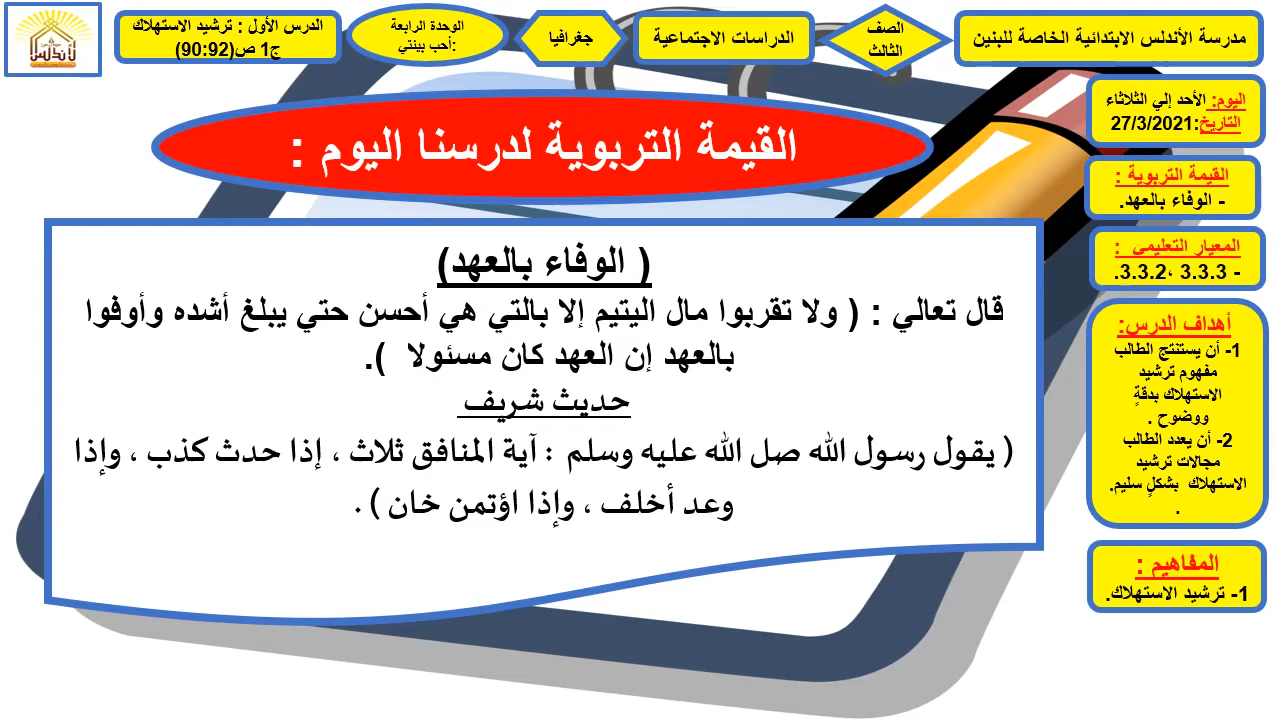 مدرسة الأندلس الابتدائية الخاصة للبنين
الصف
الثالث
الدراسات الاجتماعية
جغرافيا
الوحدة الرابعة
:أحب بيئتي
الدرس الأول : ترشيد الاستهلاك
ج1 ص(90:92)
الأندلس
اليوم: الأحد إلي الثلاثاء
التاريخ:27/3/2021
القيمة التربوية :
- الوفاء بالعهد.
المعيار التعليمي :
- 3.3.3 ،3.3.2.
أهداف الدرس:
1- أن يستنتج الطالب
مفهوم ترشيد
الاستهلاك بدقةٍ
ووضوح .
2- أن يعدد الطالب
مجالات ترشيد
الاستهلاك بشكلٍ سليم.
.
المفاهيم :
1- ترشيد الاستهلاك.
القيمة التربوية لدرسنا اليوم :
( الوفاء بالعهد)
قال تعالي : ( ولا تقربوا مال اليتيم إلا بالتي هي أحسن حتي يبلغ أشده وأوفوا
بالعهد إن العهد كان مسئولا ).
حديث شريف
( يقول رسول الله صل الله عليه وسلم : آية المنافق ثلاث ، إذا حدث كذب ، وإذا
وعد أخلف ، وإذا اؤتمن خان ) .